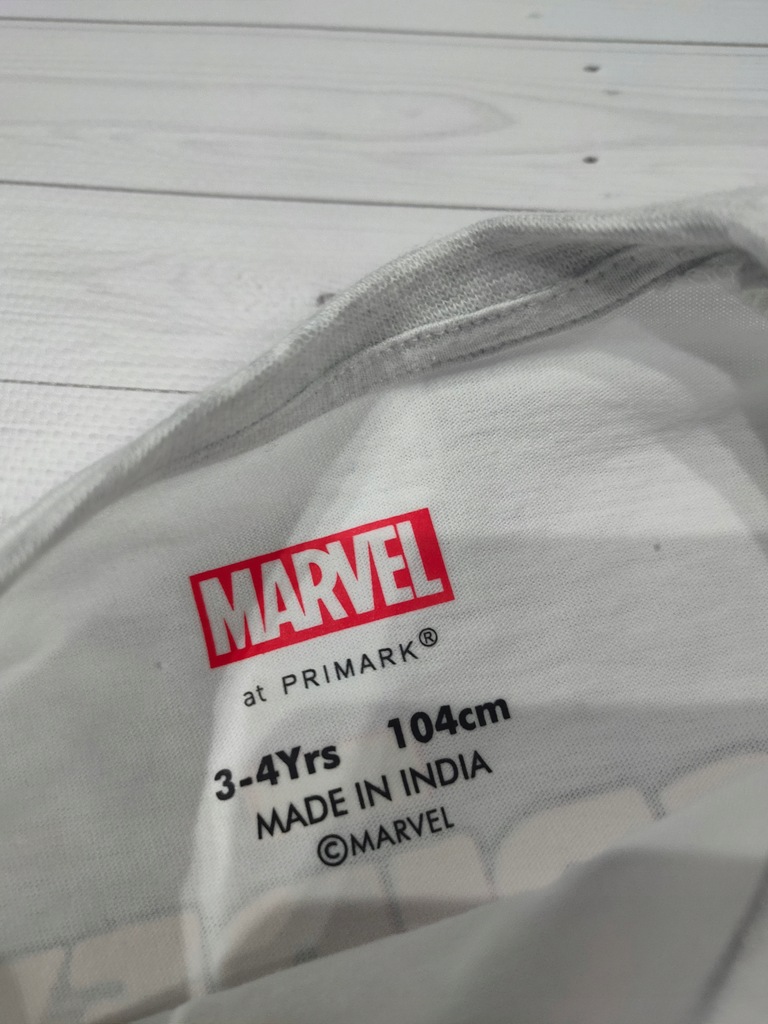 MARVEL
at PRIMARK®
3-4Yrs 104cm
MADE IN INDIA
©MARVEL